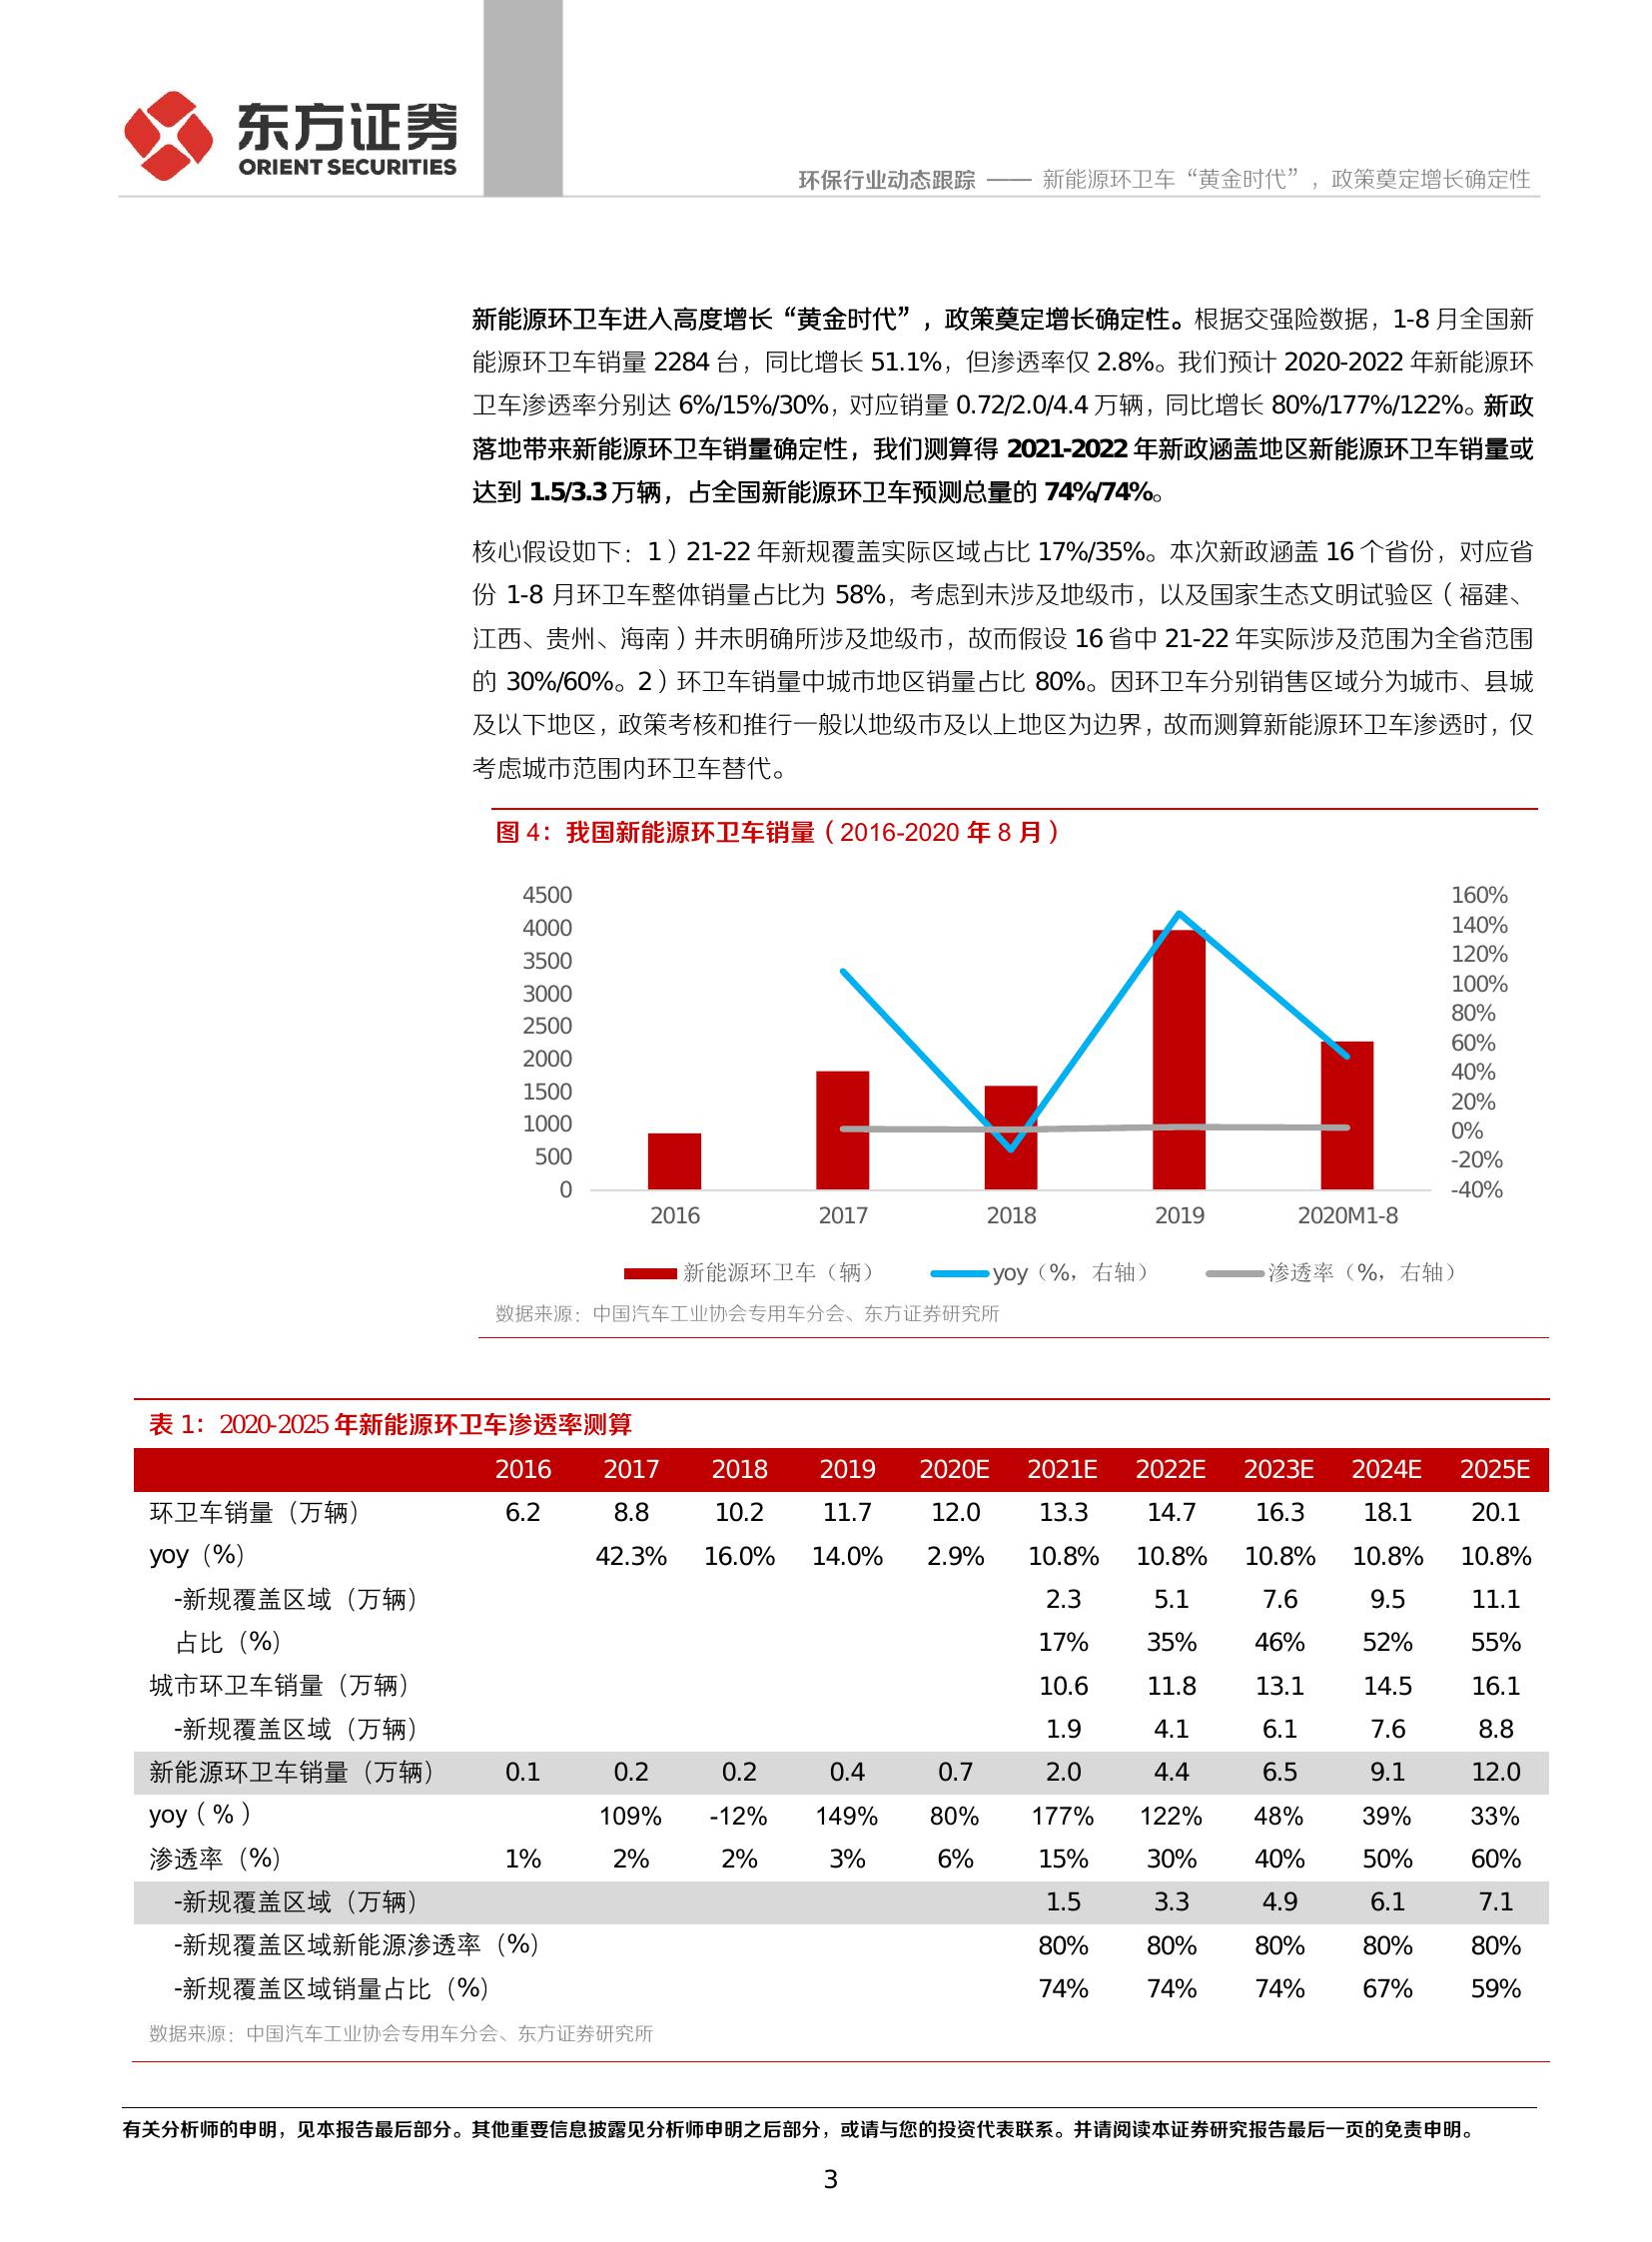 东方证券
ORIENT SECURITIES
环保行业动态跟踪 —— 新能源环卫车“黄金时代”，政策奠定增长确定性
新能源环卫车进入高度增长“黄金时代”，政策奠定增长确定性。根据交强险数据，1-8 月全国新
能源环卫车销量 2284 台，同比增长 51.1%，但渗透率仅 2.8%。我们预计 2020-2022 年新能源环
卫车渗透率分别达 6%/15%/30%，对应销量 0.72/2.0/4.4 万辆，同比增长 80%/177%/122%。新政
落地带来新能源环卫车销量确定性，我们测算得 2021-2022 年新政涵盖地区新能源环卫车销量或
达到 1.5/3.3 万辆，占全国新能源环卫车预测总量的 74%/74%。
核心假设如下：1）21-22 年新规覆盖实际区域占比 17%/35%。本次新政涵盖 16 个省份，对应省
份 1-8 月环卫车整体销量占比为 58%，考虑到未涉及地级市，以及国家生态文明试验区（福建、
江西、贵州、海南）并未明确所涉及地级市，故而假设 16 省中 21-22 年实际涉及范围为全省范围
的 30%/60%。2）环卫车销量中城市地区销量占比 80%。因环卫车分别销售区域分为城市、县城
及以下地区，政策考核和推行一般以地级市及以上地区为边界，故而测算新能源环卫车渗透时，仅
考虑城市范围内环卫车替代。
图 4：我国新能源环卫车销量（2016-2020 年 8 月）
4500 160%
4000 140%
3500 120%
3000 100%
2500 80%
2000 60%
1500 40%
1000 20%
500 0%
0 -20%
-40%
2016 2017 2018 2019 2020M1-8
新能源环卫车（辆） yoy（%，右轴） 渗透率（%，右轴）
数据来源：中国汽车工业协会专用车分会、东方证券研究所
表 1：2020-2025 年新能源环卫车渗透率测算
2016 2017 2018 2019 2020E 2021E 2022E 2023E 2024E 2025E
环卫车销量（万辆） 6.2 8.8 10.2 11.7 12.0 13.3 14.7 16.3 18.1 20.1
yoy（%） 42.3% 16.0% 14.0% 2.9% 10.8% 10.8% 10.8% 10.8% 10.8%
-新规覆盖区域（万辆） 2.3 5.1 7.6 9.5 11.1
占比（%） 17% 35% 46% 52% 55%
城市环卫车销量（万辆） 10.6 11.8 13.1 14.5 16.1
-新规覆盖区域（万辆） 1.9 4.1 6.1 7.6 8.8
新能源环卫车销量（万辆） 0.1 0.2 0.2 0.4 0.7 2.0 4.4 6.5 9.1 12.0
yoy（%） 109% -12% 149% 80% 177% 122% 48% 39% 33%
渗透率（%） 1% 2% 2% 3% 6% 15% 30% 40% 50% 60%
-新规覆盖区域（万辆） 1.5 3.3 4.9 6.1 7.1
-新规覆盖区域新能源渗透率（%） 80% 80% 80% 80% 80%
-新规覆盖区域销量占比（%） 74% 74% 74% 67% 59%
数据来源：中国汽车工业协会专用车分会、东方证券研究所
有关分析师的申明，见本报告最后部分。其他重要信息披露见分析师申明之后部分，或请与您的投资代表联系。并请阅读本证券研究报告最后一页的免责申明。
3